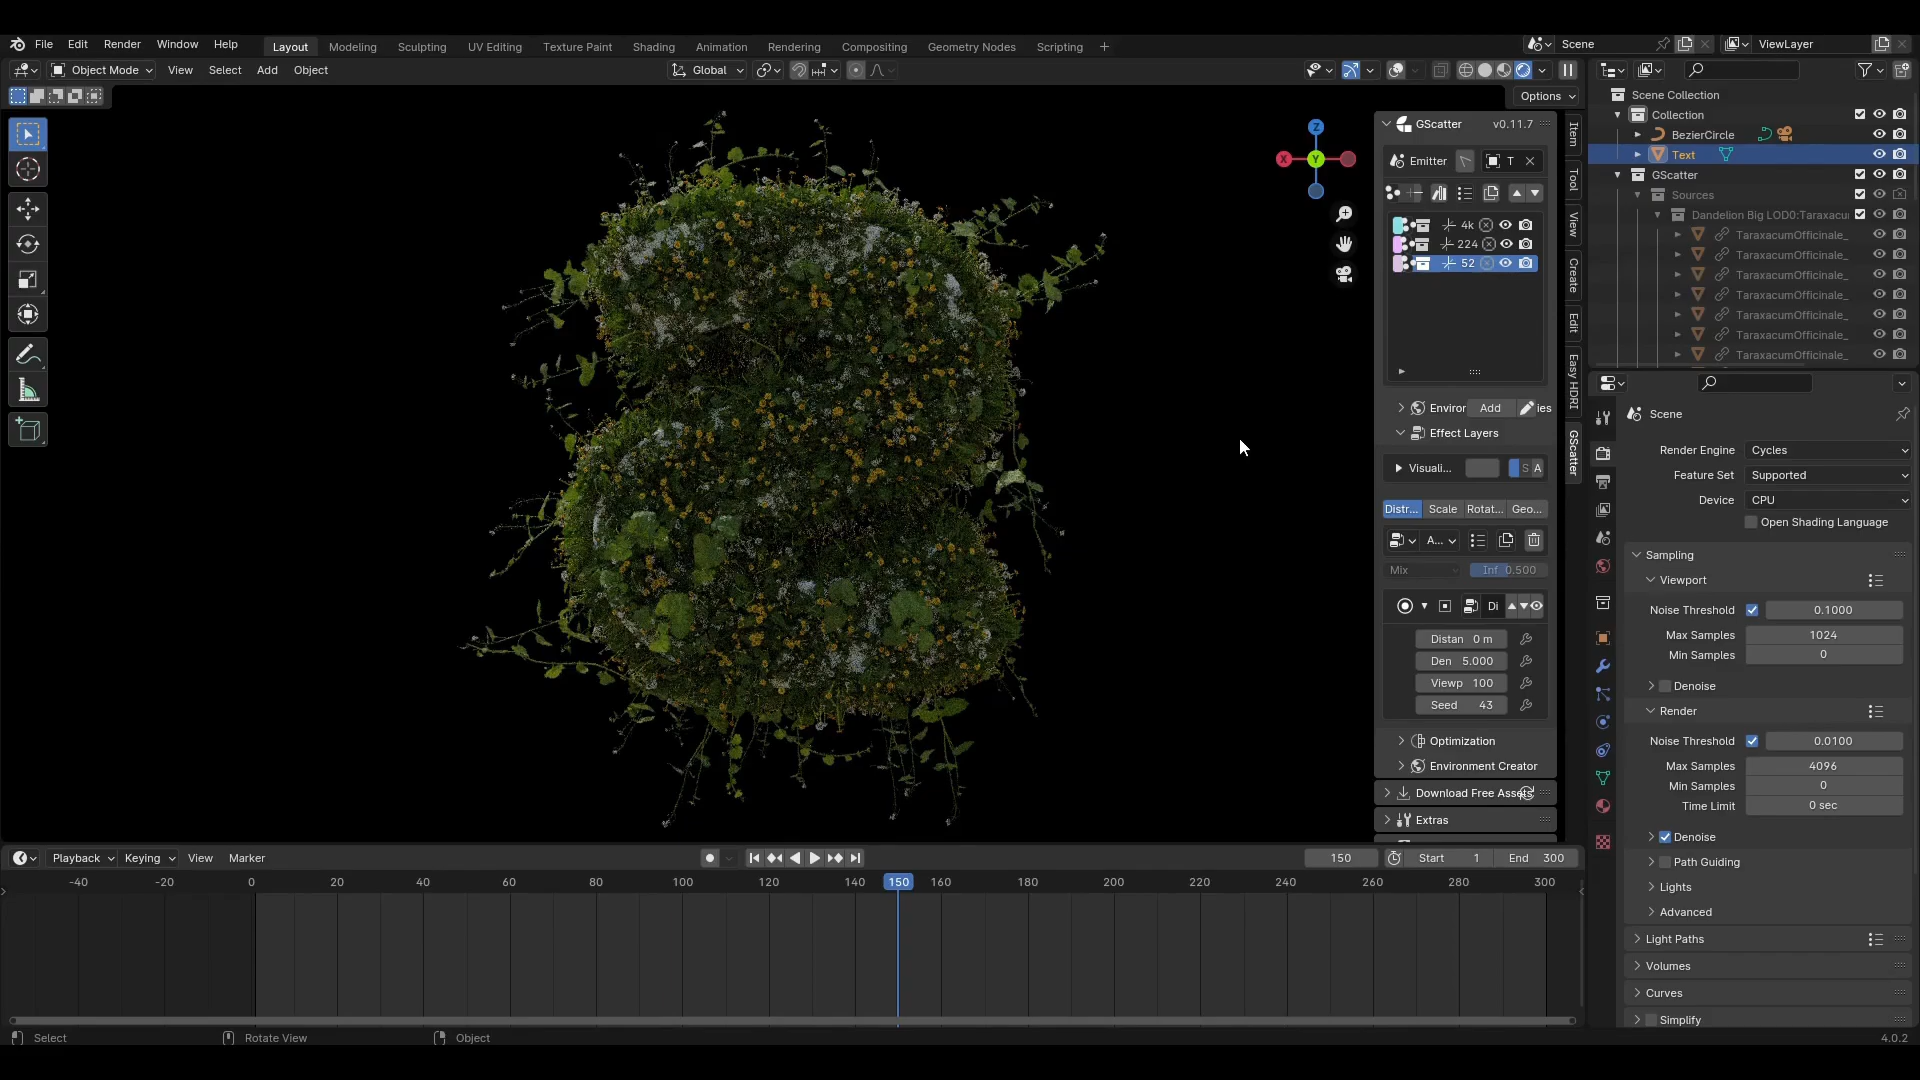 File Edit Render Window Help Layout Modeling Sculpting UV Editing Texture Paint Shading Animation Rendering Compositing Geometry Nodes Scripting + Scene ViewLayer
Object Mode View Select Add Object Global
Options
GScatter v0.11.7
Emitter T
4k
224
52
Environ Add ies
Effect Layers
Visuali... S A
Distr... Scale Rotat... Geo...
A...
Mix Inf 0.500
Di
Distan 0 m
Den 5.000
Viewp 100
Seed 43
Optimization
Environment Creator
Download Free Assets
Extras
Item
Tool
View
Create
Edit
Easy HDRI
GScatter
X Y Z
Scene Collection
Collection
BezierCircle
Text
GScatter
Sources
Dandelion Big LOD0:Taraxacu
TaraxacumOfficinale_
TaraxacumOfficinale_
TaraxacumOfficinale_
TaraxacumOfficinale_
TaraxacumOfficinale_
TaraxacumOfficinale_
TaraxacumOfficinale_
Scene
Render Engine Cycles
Feature Set Supported
Device CPU
Open Shading Language
Sampling
Viewport
Noise Threshold 0.1000
Max Samples 1024
Min Samples 0
Denoise
Render
Noise Threshold 0.0100
Max Samples 4096
Min Samples 0
Time Limit 0 sec
Denoise
Path Guiding
Lights
Advanced
Light Paths
Volumes
Curves
Simplify
Playback Keying View Marker 150 Start 1 End 300
-40 -20 0 20 40 60 80 100 120 140 150 160 180 200 220 240 260 280 300
Select Rotate View Object 4.0.2